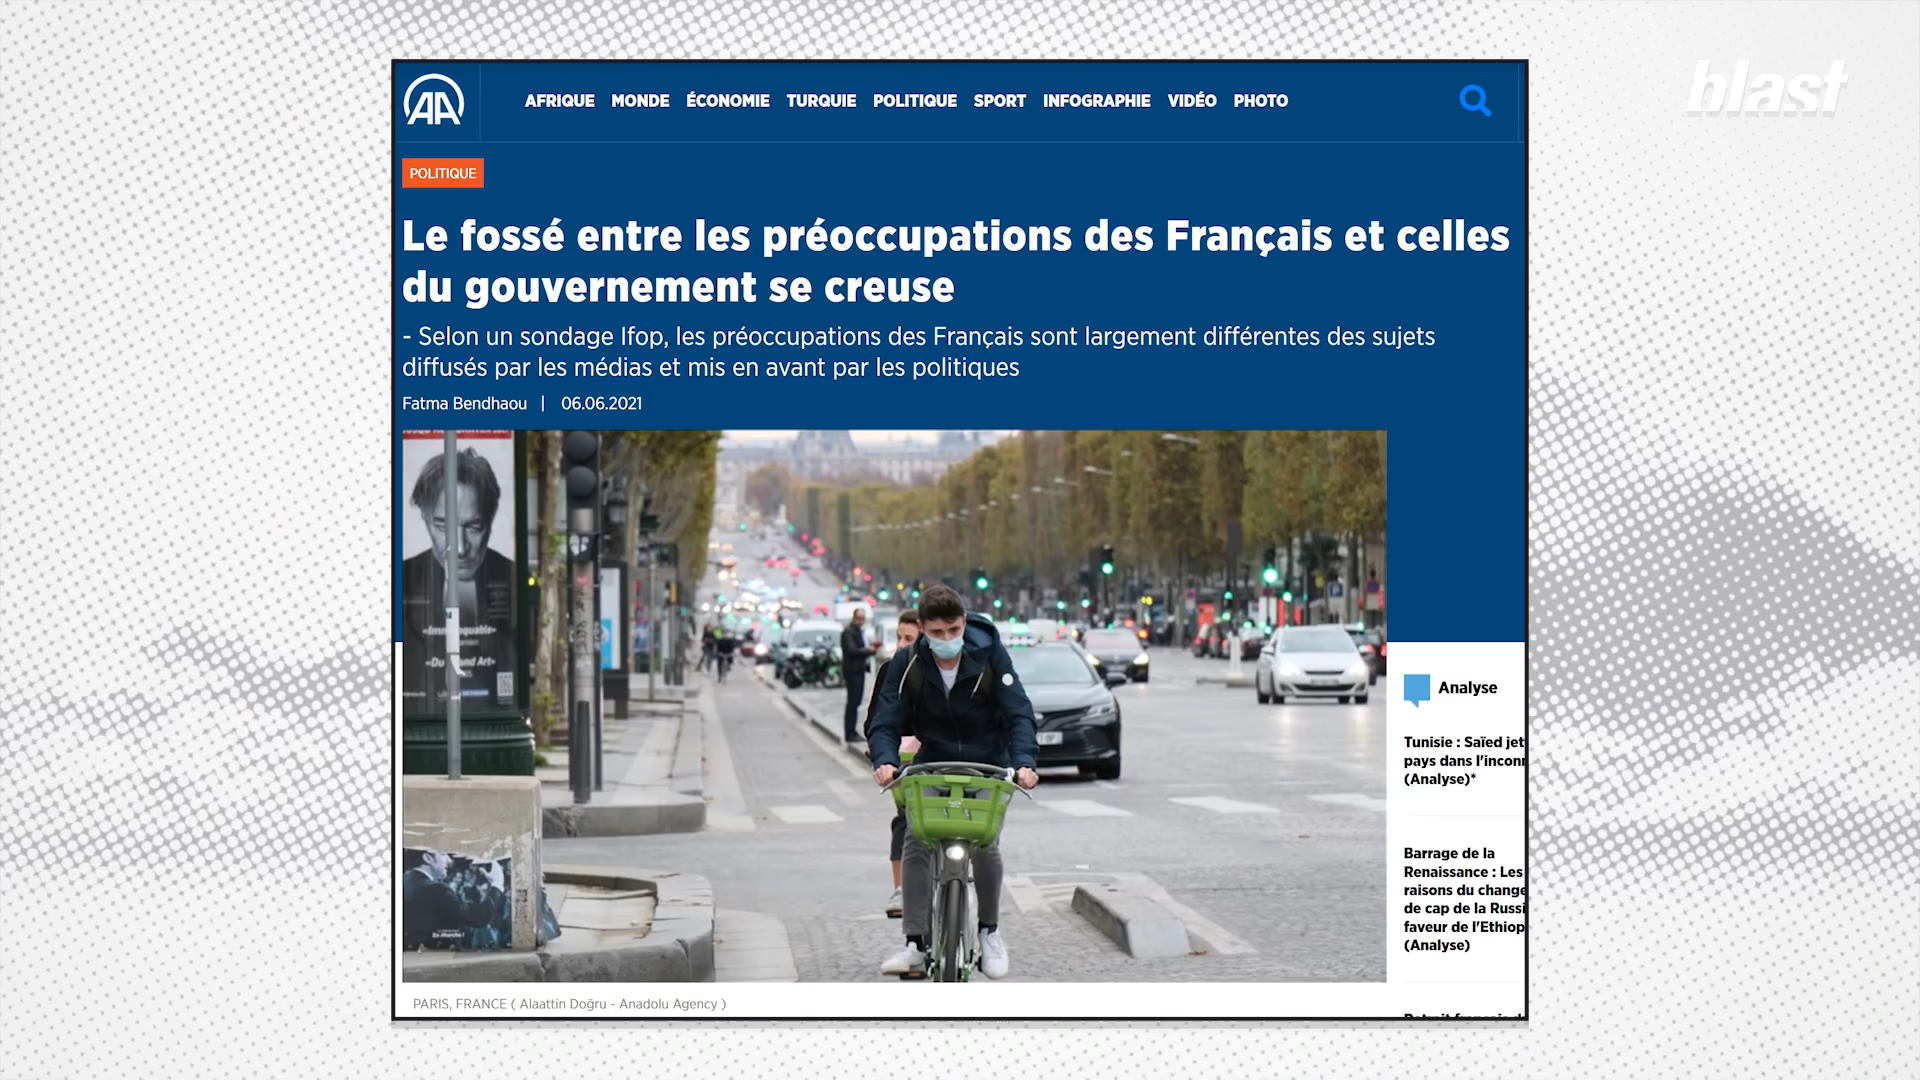 blast
AA
AFRIQUE MONDE ÉCONOMIE TURQUIE POLITIQUE SPORT INFOGRAPHIE VIDÉO PHOTO
POLITIQUE
Le fossé entre les préoccupations des Français et celles
du gouvernement se creuse
- Selon un sondage Ifop, les préoccupations des Français sont largement différentes des sujets
diffusés par les médias et mis en avant par les politiques
Fatma Bendhaou | 06.06.2021
En Marche !
PARIS, FRANCE ( Alaattin Doğru - Anadolu Agency )
Analyse
Tunisie : Saïed jet
pays dans l'inconn
(Analyse)*
Barrage de la
Renaissance : Les
raisons du change
de cap de la Russi
faveur de l'Ethiop
(Analyse)